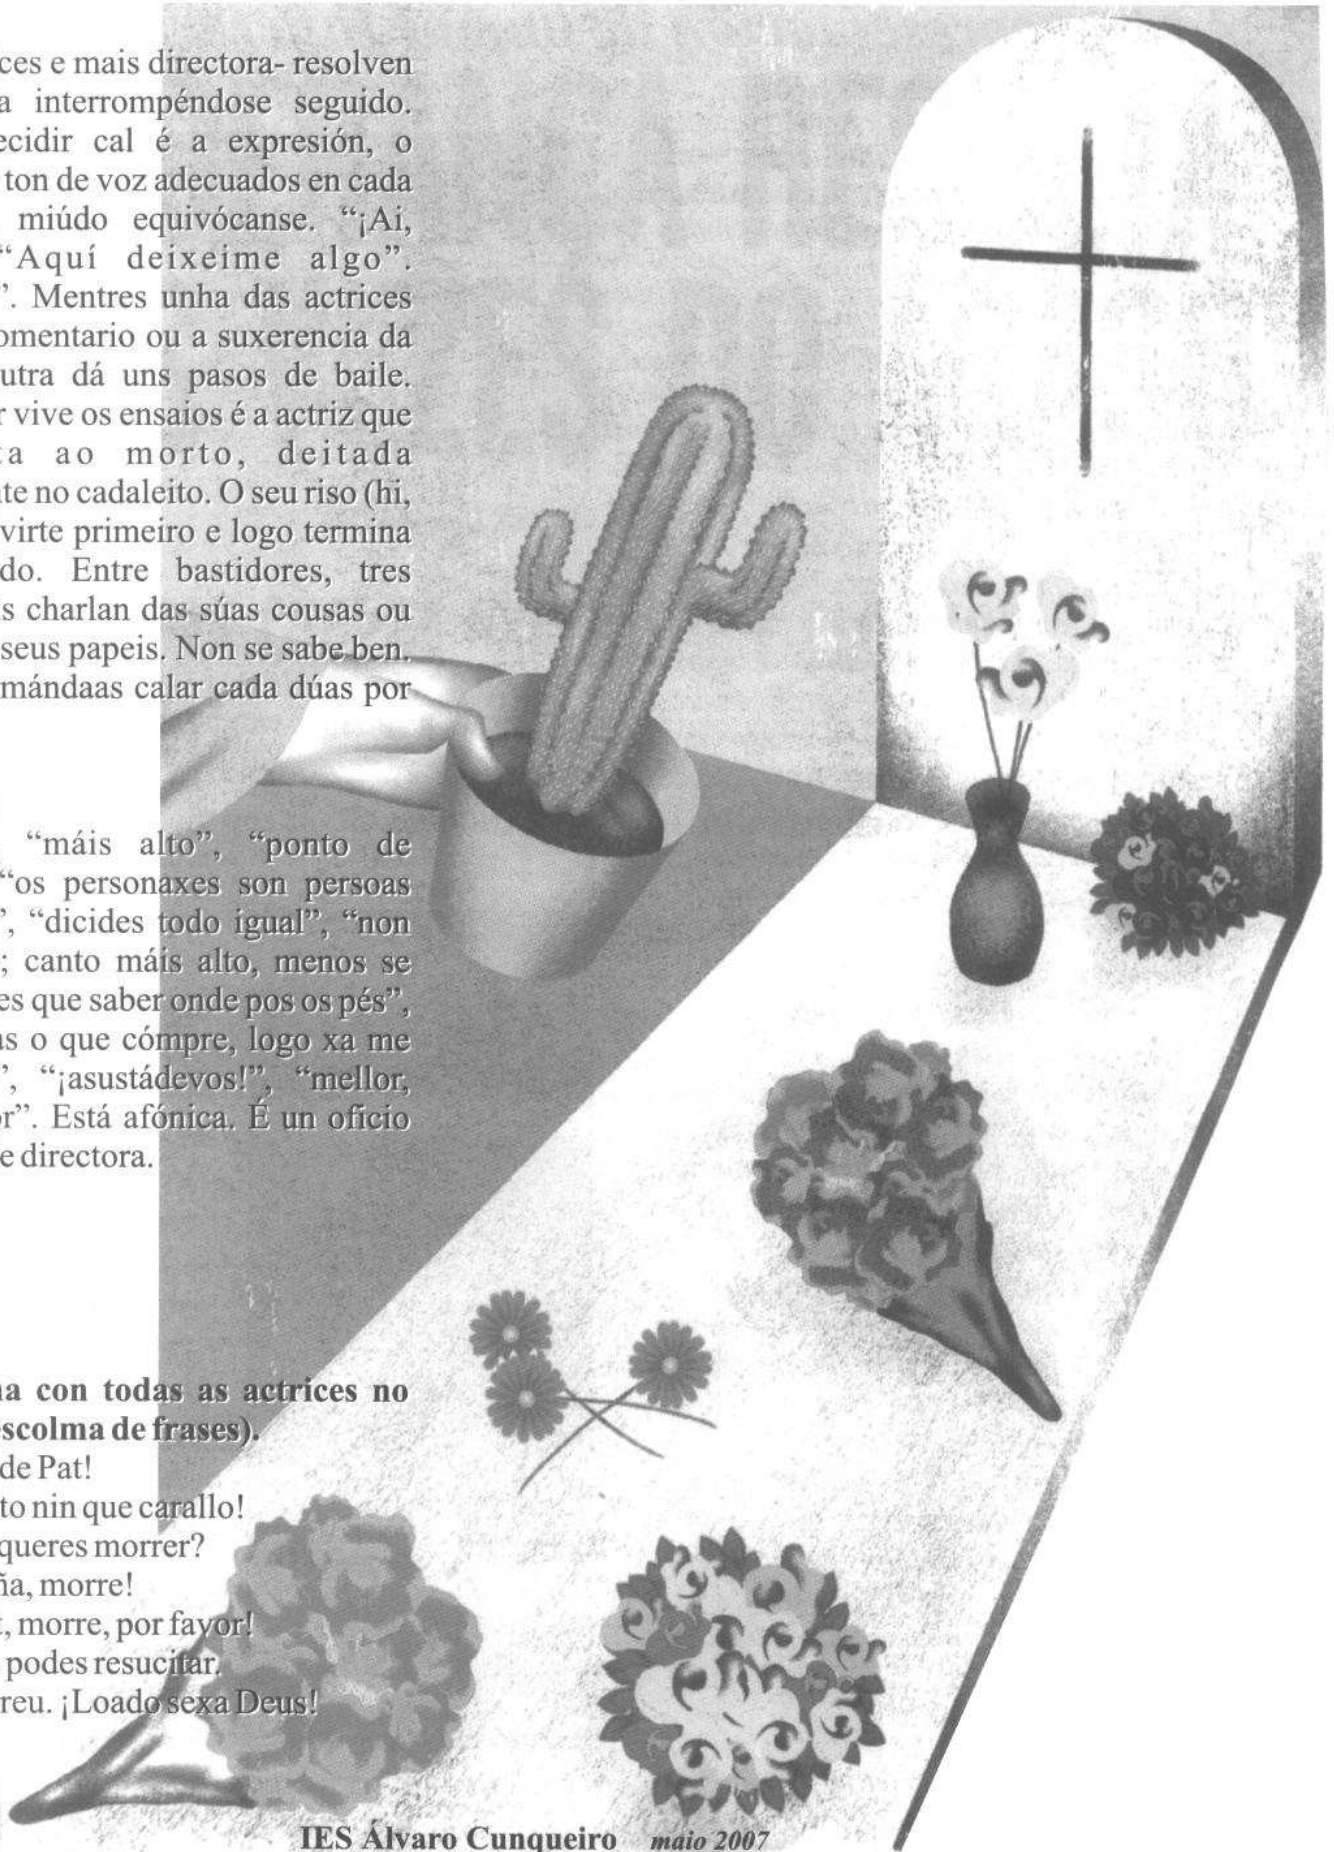 ces e mais directora- resolven
a interrompéndose seguido.
ecidir cal é a expresión, o
ton de voz adecuados en cada
miúdo equivócanse. “¡Ai,
“Aquí deixeime algo”.
”. Mentres unha das actrices
omentario ou a suxerencia da
utra dá uns pasos de baile.
r vive os ensaios é a actriz que
ta ao morto, deitada
te no cadaleito. O seu riso (hi,
virte primeiro e logo termina
do. Entre bastidores, tres
s charlan das súas cousas ou
seus papeis. Non se sabe ben.
mándaas calar cada dúas por
“máis alto”, “ponto de
“os personaxes son persoas
”, “dicides todo igual”, “non
; canto máis alto, menos se
es que saber onde pos os pés”,
as o que cómpre, logo xa me
”, “¡asustádevos!”, “mellor,
or”. Está afónica. É un oficio
e directora.
na con todas as actrices no
escolma de frases).
de Pat!
to nin que carallo!
queres morrer?
ña, morre!
t, morre, por favor!
podes resucitar.
reu. ¡Loado sexa Deus!
IES Álvaro Cunqueiro maio 2007